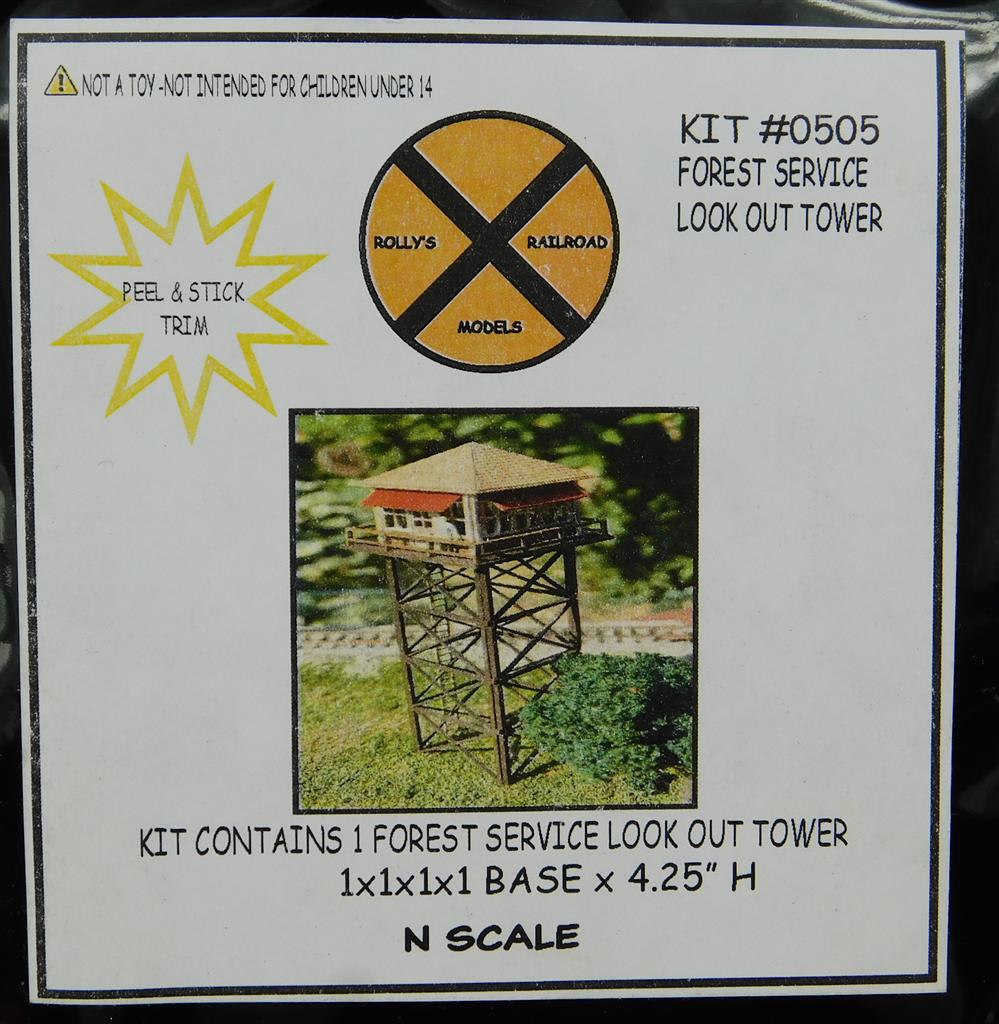 NOT A TOY -NOT INTENDED FOR CHILDREN UNDER 14
KIT #0505
FOREST SERVICE
LOOK OUT TOWER
ROLLY'S RAILROAD
MODELS
PEEL & STICK
TRIM
KIT CONTAINS 1 FOREST SERVICE LOOK OUT TOWER
1x1x1x1 BASE x 4.25" H
N SCALE